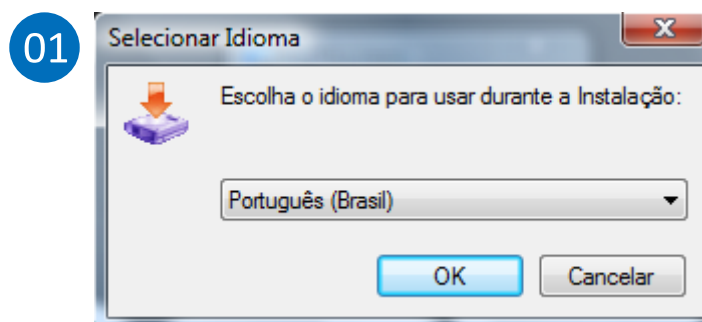 01
Selecionar Idioma
Escolha o idioma para usar durante a Instalação:
Português (Brasil)
OK
Cancelar